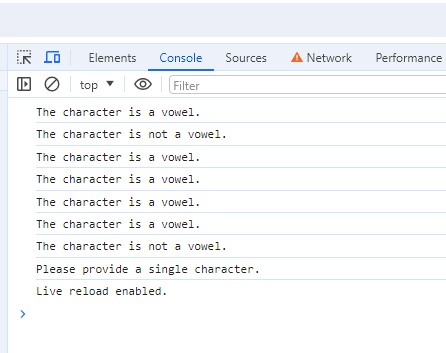 Elements Console Sources Network Performance
top Filter
The character is a vowel.
The character is not a vowel.
The character is a vowel.
The character is a vowel.
The character is a vowel.
The character is a vowel.
The character is not a vowel.
Please provide a single character.
Live reload enabled.